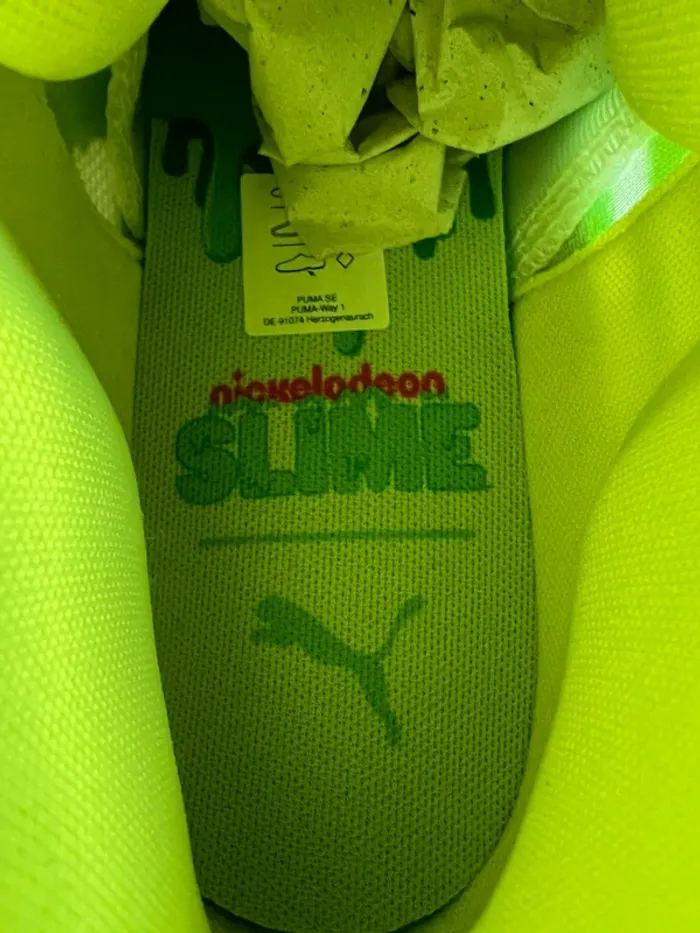 PUMA SE
PUMA-Way 1
DE-91074 Herzogenaurach
nickelodeon
SLIME